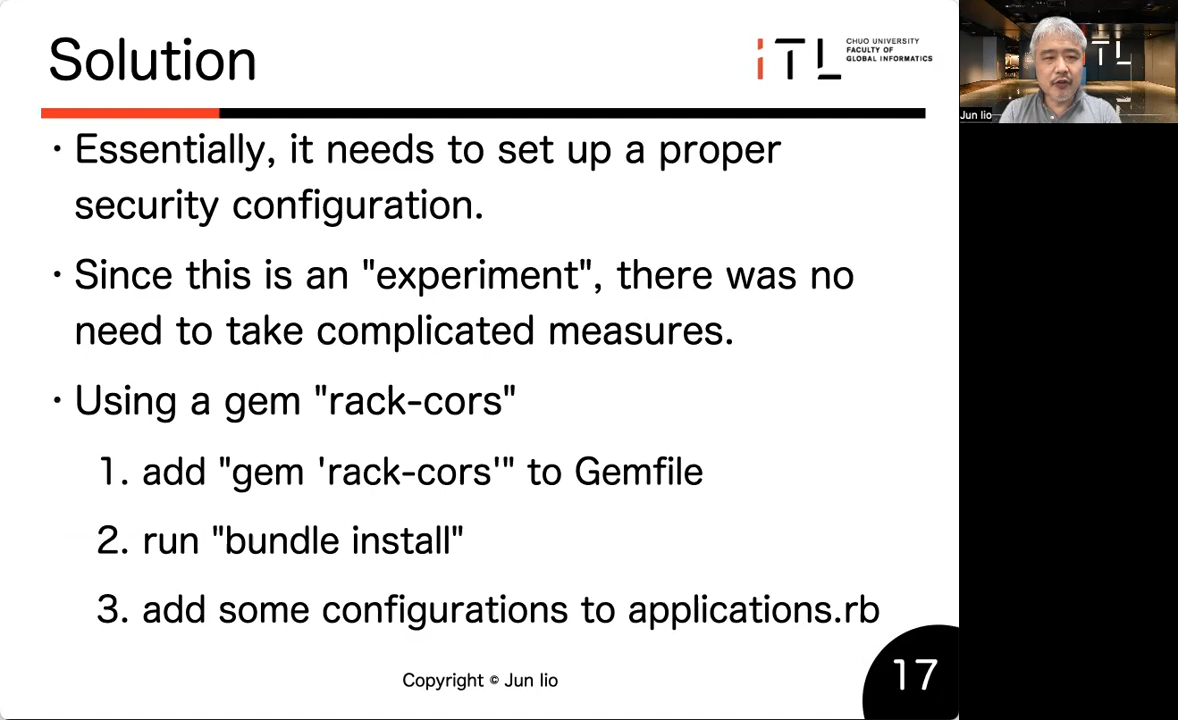 Solution
iTL
CHUO UNIVERSITY
FACULTY OF
GLOBAL INFORMATICS
・Essentially, it needs to set up a proper
security configuration.
・Since this is an "experiment", there was no
need to take complicated measures.
・Using a gem "rack-cors"
1. add "gem 'rack-cors'" to Gemfile
2. run "bundle install"
3. add some configurations to applications.rb
Copyright © Jun Iio
17
TL
Jun Iio